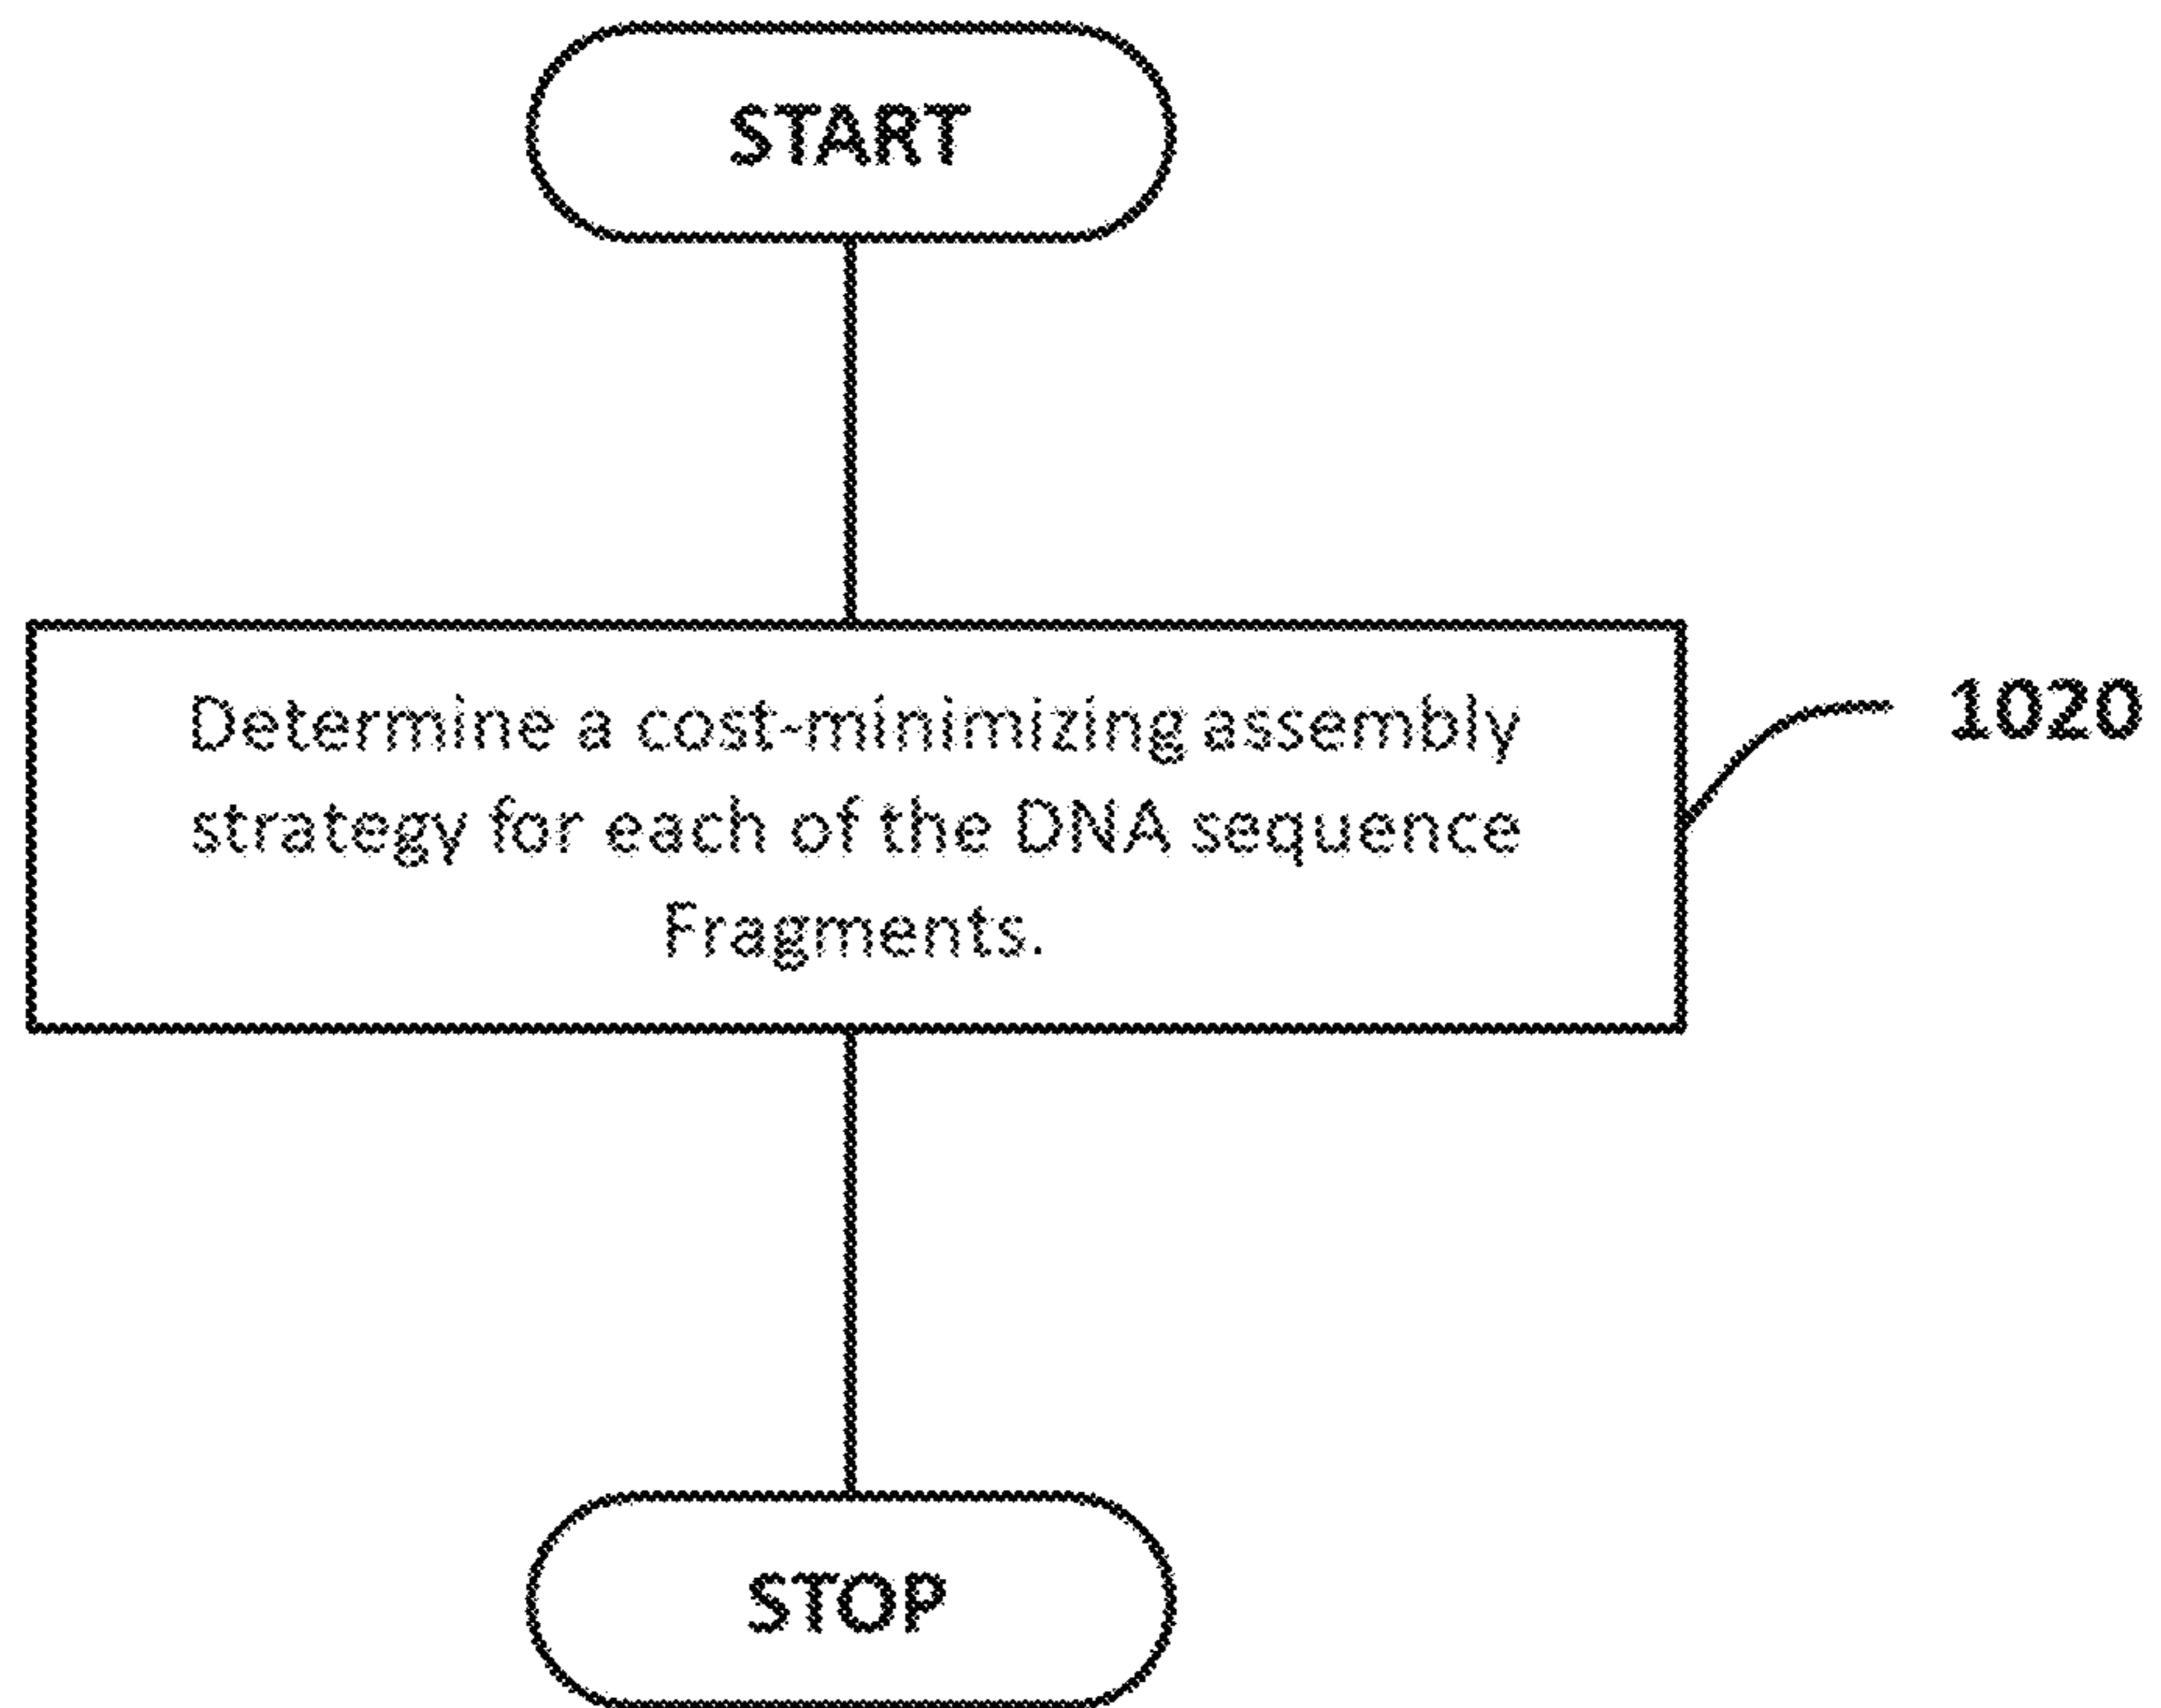 START
Determine a cost-minimizing assembly
strategy for each of the DNA sequence
Fragments.
1020
STOP